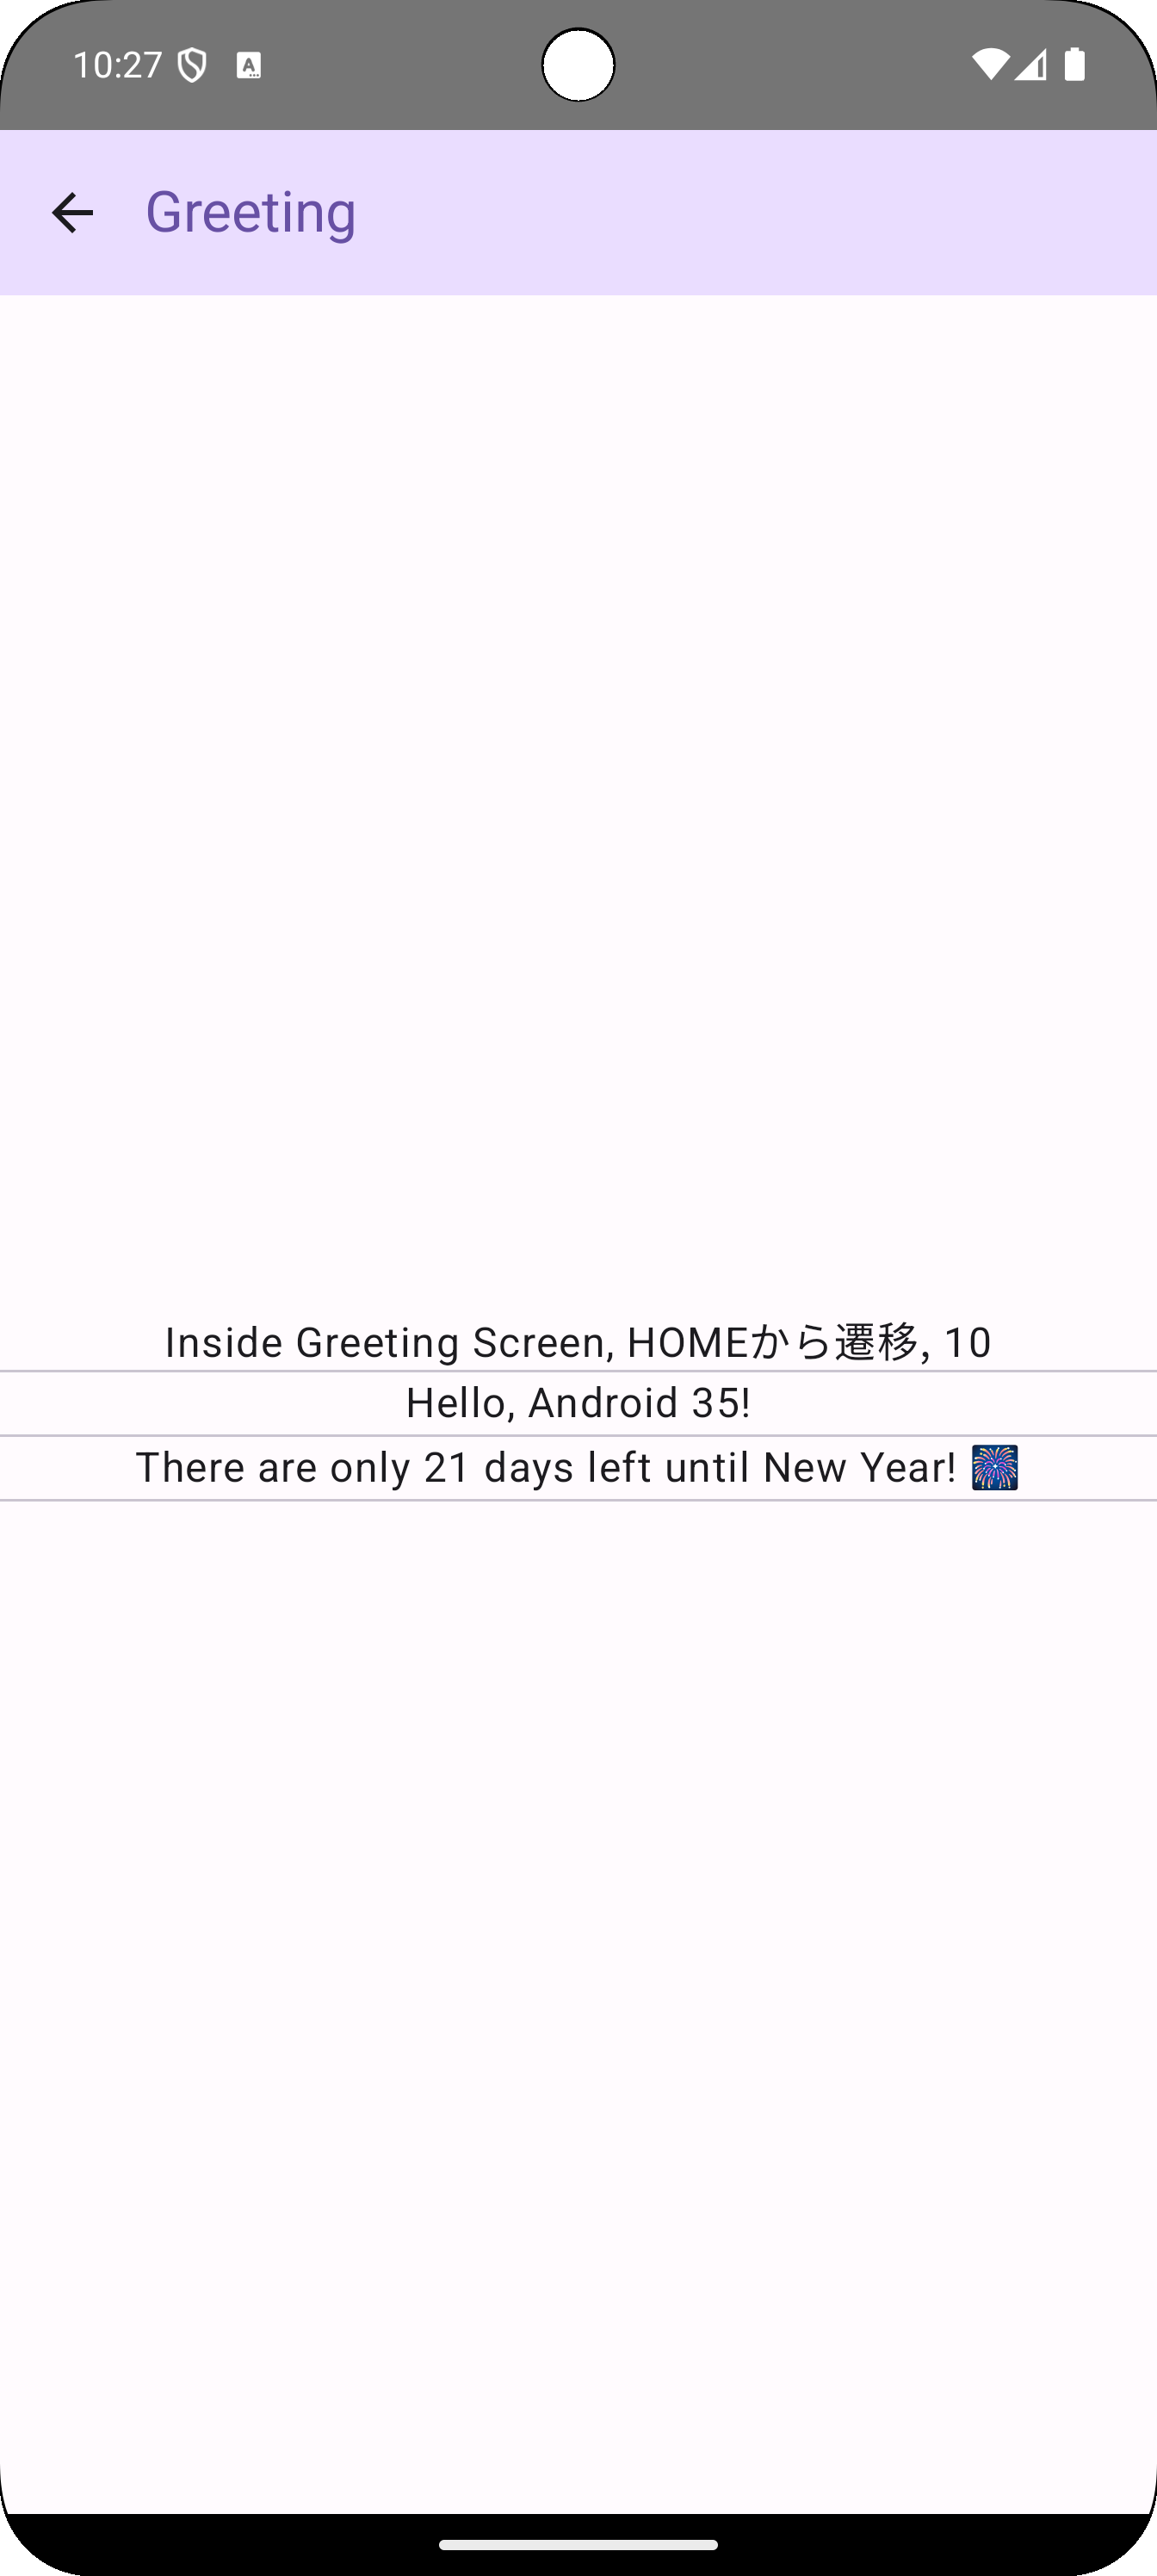 10:27
Greeting
Inside Greeting Screen, HOMEから遷移, 10
Hello, Android 35!
There are only 21 days left until New Year! 🎆